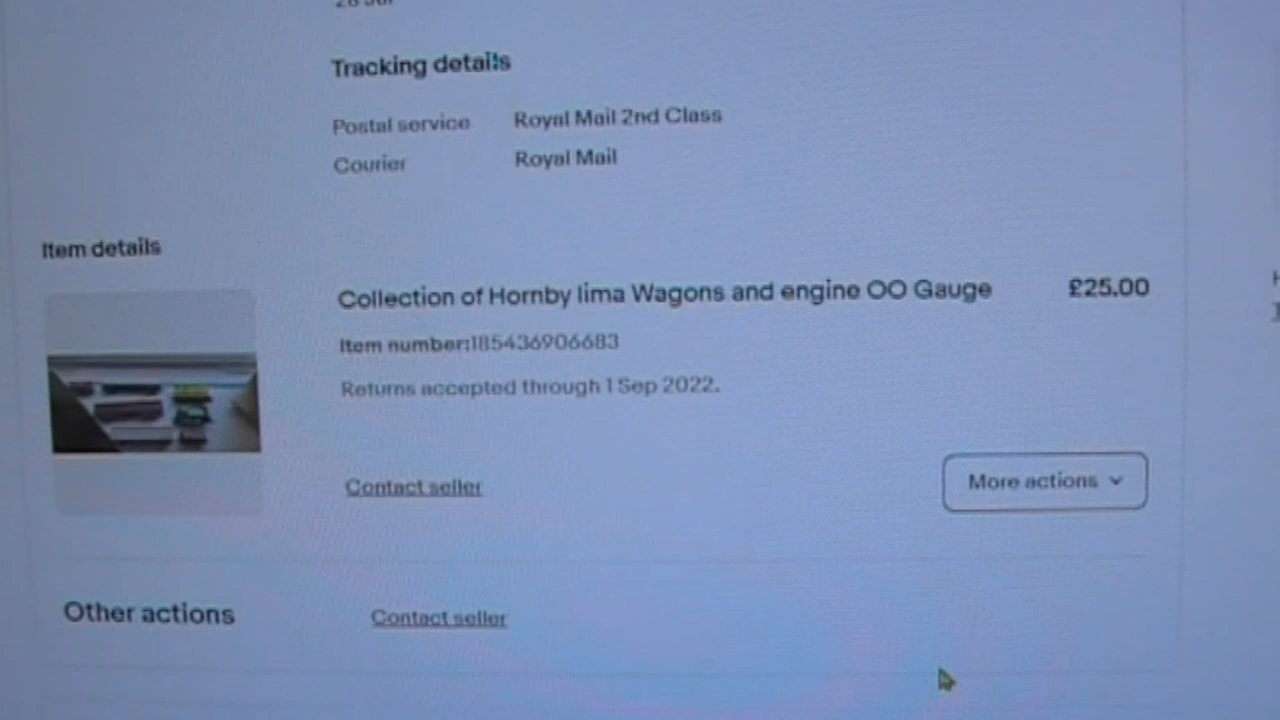 Tracking details
Postal service Royal Mail 2nd Class
Courier Royal Mail
Item details
Collection of Hornby lima Wagons and engine OO Gauge £25.00
Item number:185436906683
Returns accepted through 1 Sep 2022.
Contact seller
More actions
Other actions Contact seller